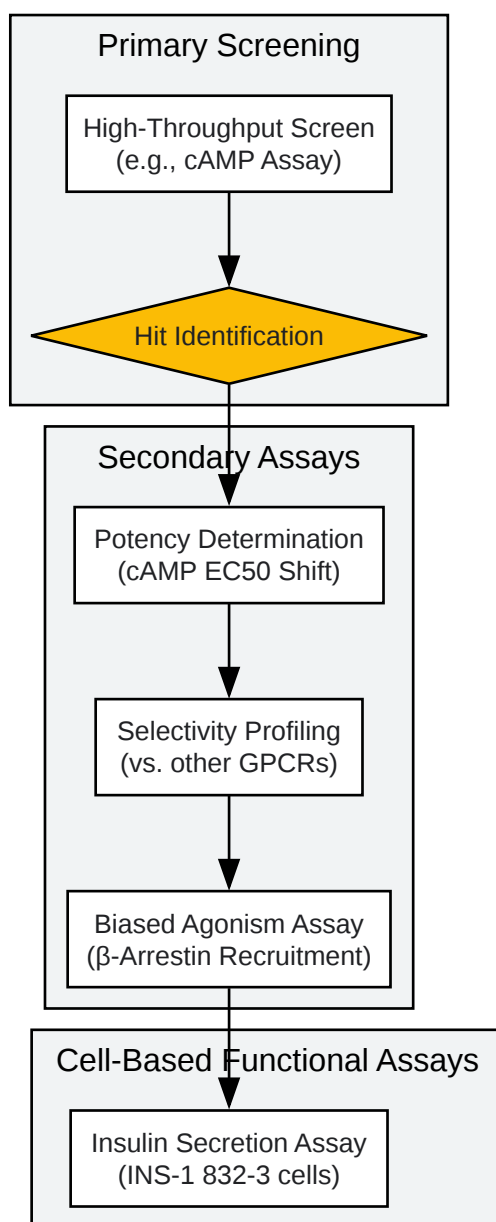 Primary Screening
High-Throughput Screen
(e.g., cAMP Assay)
Hit Identification
Secondary Assays
Potency Determination
(cAMP EC50 Shift)
Selectivity Profiling
(vs. other GPCRs)
Biased Agonism Assay
(β-Arrestin Recruitment)
Cell-Based Functional Assays
Insulin Secretion Assay
(INS-1 832-3 cells)